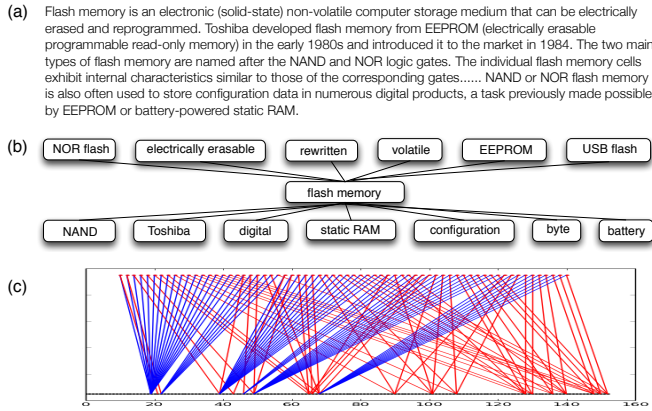 (a)
Flash memory is an electronic (solid-state) non-volatile computer storage medium that can be electrically
erased and reprogrammed. Toshiba developed flash memory from EEPROM (electrically erasable
programmable read-only memory) in the early 1980s and introduced it to the market in 1984. The two main
types of flash memory are named after the NAND and NOR logic gates. The individual flash memory cells
exhibit internal characteristics similar to those of the corresponding gates...... NAND or NOR flash memory
is also often used to store configuration data in numerous digital products, a task previously made possible
by EEPROM or battery-powered static RAM.
(b)
NOR flash electrically erasable rewritten volatile EEPROM USB flash
flash memory
NAND Toshiba digital static RAM configuration byte battery
(c)
0 20 40 60 80 100 120 140 160